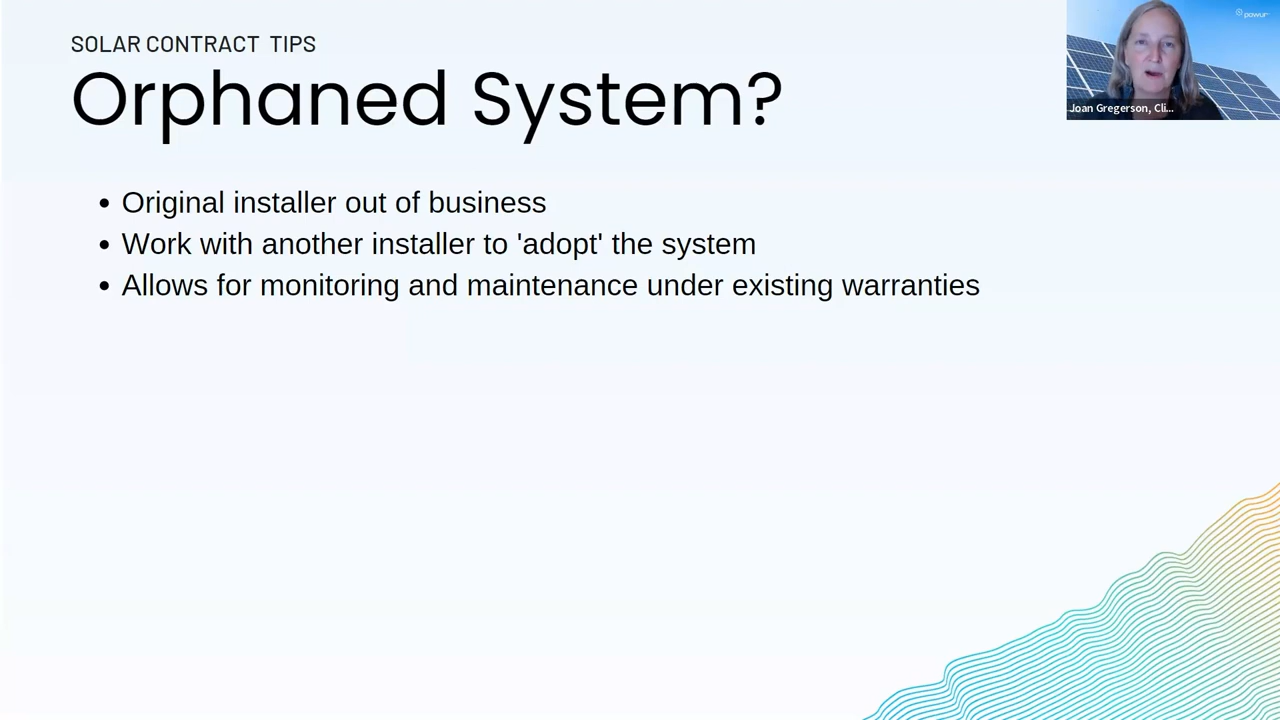 SOLAR CONTRACT TIPS
Orphaned System?
powur
Joan Gregerson, Cli...
• Original installer out of business
• Work with another installer to 'adopt' the system
• Allows for monitoring and maintenance under existing warranties